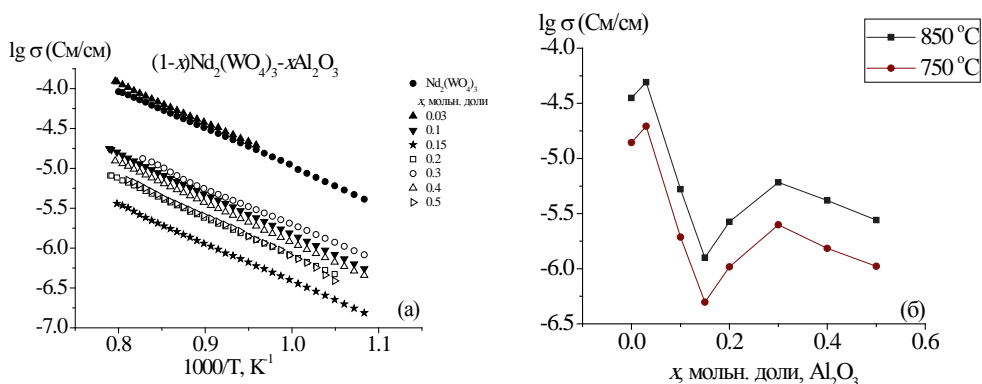 lg σ (См/см)
(1-x)Nd₂(WO₄)₃-xAl₂O₃
-4.0
-4.5
-5.0
-5.5
-6.0
-6.5
-7.0
0.8 0.9 1.0 1.1
1000/T, K⁻¹
(а)
Nd₂(WO₄)₃
x, мольн. доли
0.03
0.1
0.15
0.2
0.3
0.4
0.5
lg σ (См/см)
850 °C
750 °C
-4.0
-4.5
-5.0
-5.5
-6.0
-6.5
0.0 0.2 0.4 0.6
x, мольн. доли, Al₂O₃
(б)